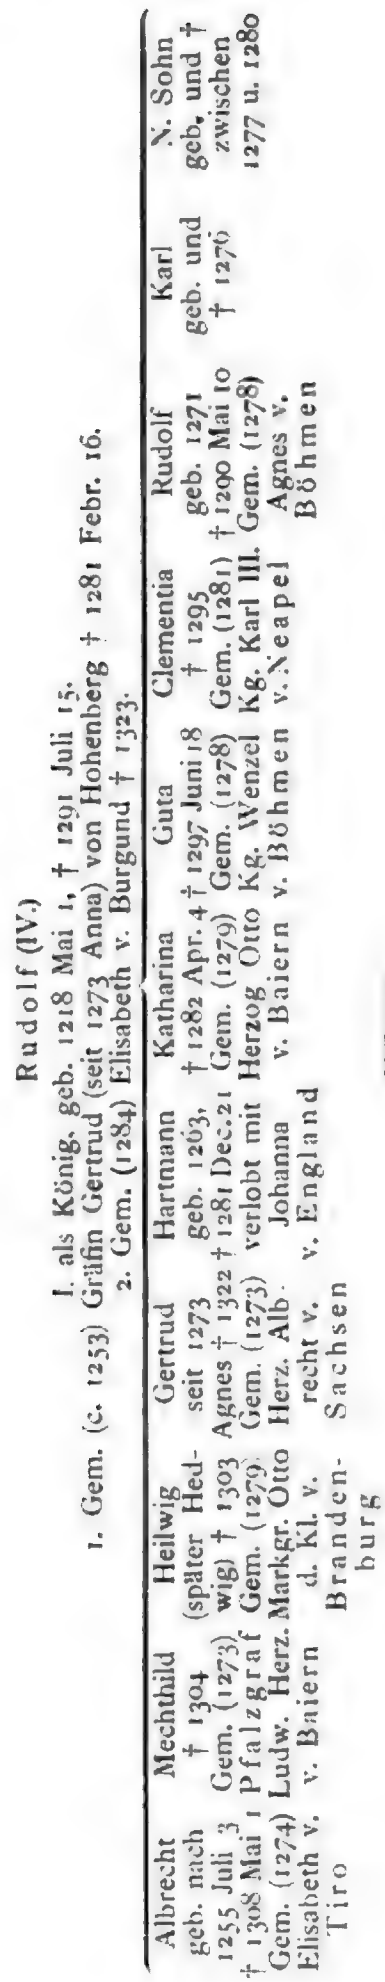 Rudolf (IV.)
I. als König, geb. 1218 Mai 1, † 1291 Juli 15.
1. Gem. (c. 1253) Gräfin Gertrud (seit 1273 Anna) von Hohenberg † 1281 Febr. 16.
2. Gem. (1284) Elisabeth v. Burgund † 1323.
Albrecht
geb. nach
1255 Juli 3
† 1308 Mai 1
Gem. (1274)
Elisabeth v.
Tiro
Mechthild
† 1304
Gem. (1273)
Pfalzgraf
Ludw. Herz.
v. Baiern
Heilwig
(später Hed-
wig) † 1303
Gem. (1279)
Markgr. Otto
d. Kl. v.
Branden-
burg
Gertrud
seit 1273
Agnes † 1322
Gem. (1273)
Herz. Alb-
recht v.
Sachsen
Hartmann
geb. 1263,
† 1281 Dec. 21
verlobt mit
Johanna
v. England
Katharina
† 1282 Apr. 4
Gem. (1279)
Herzog Otto
v. Baiern
Guta
† 1297 Juni 18
Gem. (1278)
Kg. Wenzel
v. Böhmen
Clementia
† 1295
Gem. (1281)
Kg. Karl III.
v. Neapel
Rudolf
geb. 1271
† 1290 Mai 10
Gem. (1278)
Agnes v.
Böhmen
Karl
geb. und
† 1276
N. Sohn
geb. und †
zwischen
1277 u. 1280